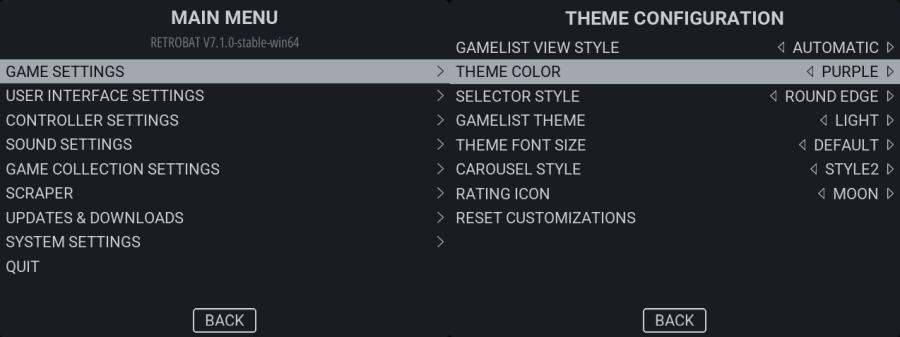 MAIN MENU
RETROBAT V7.1.0-stable-win64
GAME SETTINGS
USER INTERFACE SETTINGS
CONTROLLER SETTINGS
SOUND SETTINGS
GAME COLLECTION SETTINGS
SCRAPER
UPDATES & DOWNLOADS
SYSTEM SETTINGS
QUIT
BACK
THEME CONFIGURATION
GAMELIST VIEW STYLE AUTOMATIC
THEME COLOR PURPLE
SELECTOR STYLE ROUND EDGE
GAMELIST THEME LIGHT
THEME FONT SIZE DEFAULT
CAROUSEL STYLE STYLE2
RATING ICON MOON
RESET CUSTOMIZATIONS
BACK